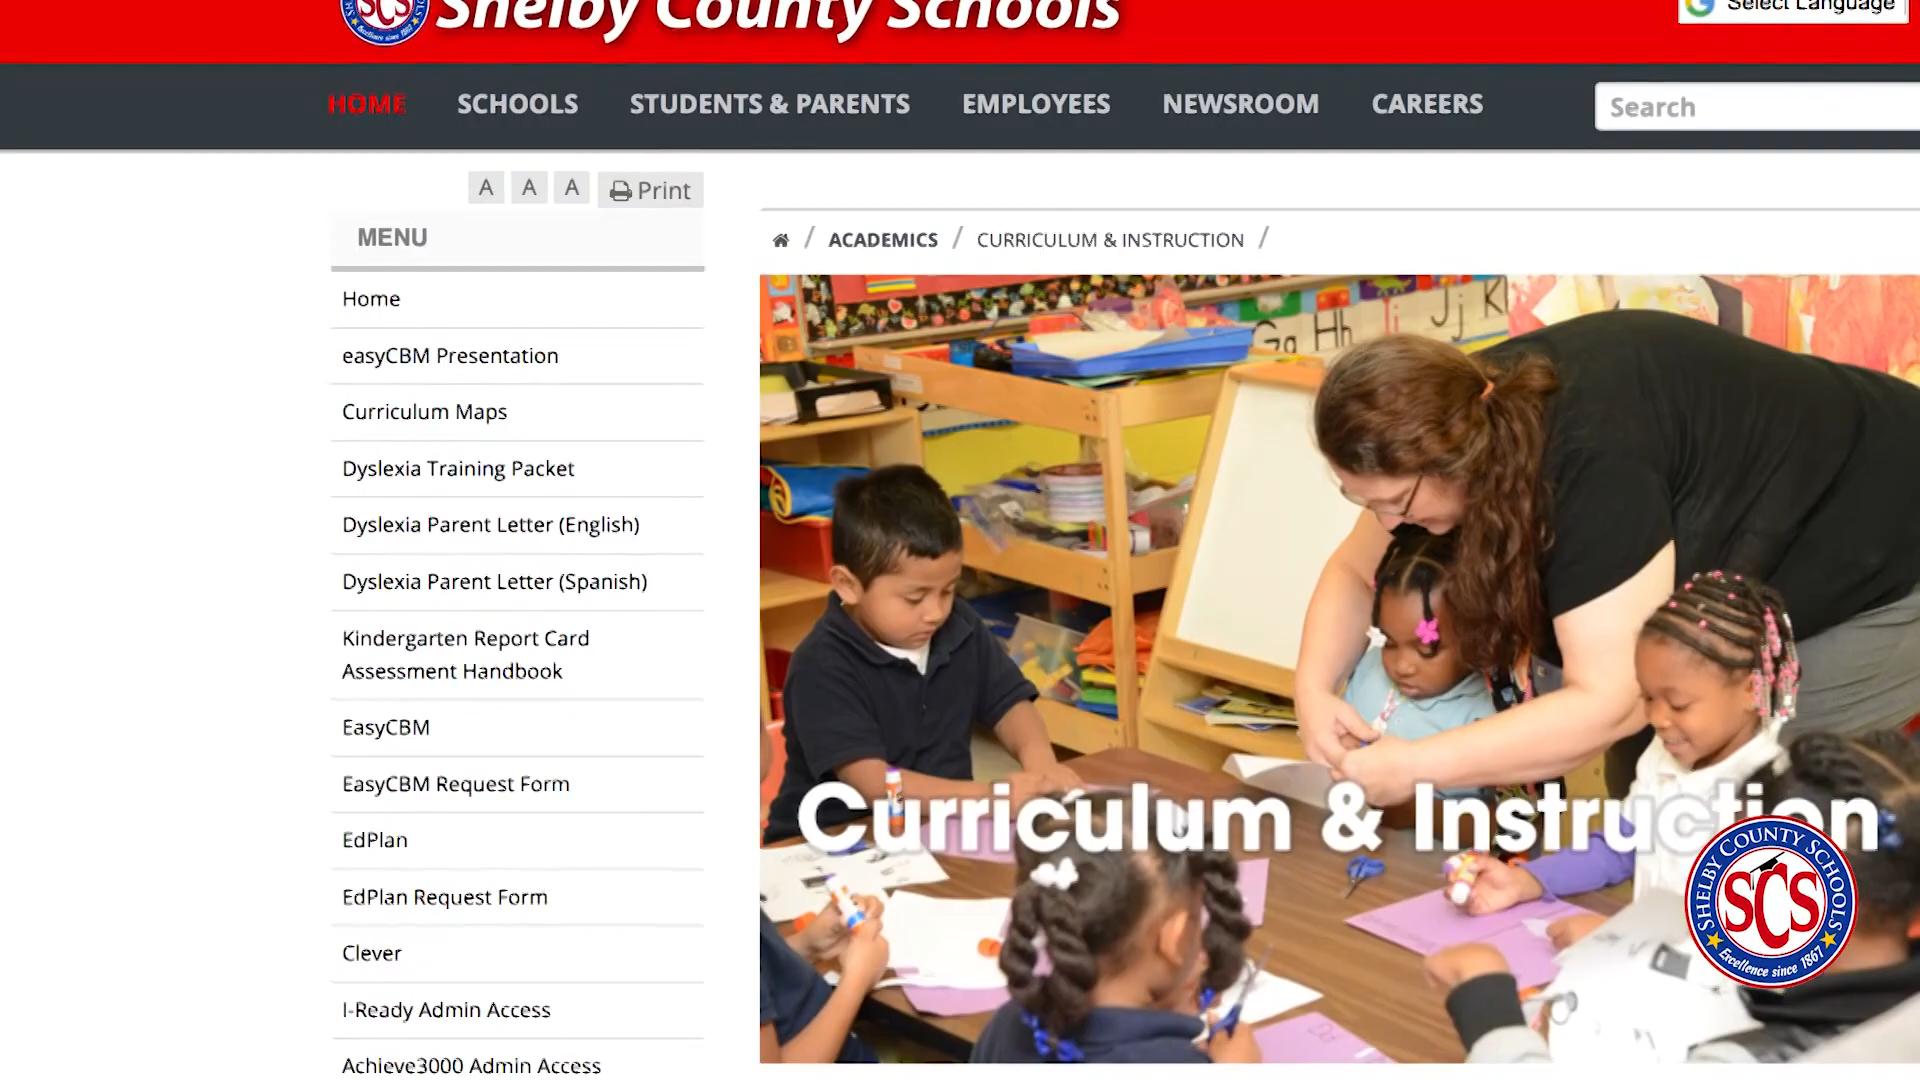 Shelby County Schools
Select Language
HOME SCHOOLS STUDENTS & PARENTS EMPLOYEES NEWSROOM CAREERS
Search
A A A Print
MENU
/ ACADEMICS / CURRICULUM & INSTRUCTION /
Home
easyCBM Presentation
Curriculum Maps
Dyslexia Training Packet
Dyslexia Parent Letter (English)
Dyslexia Parent Letter (Spanish)
Kindergarten Report Card
Assessment Handbook
EasyCBM
EasyCBM Request Form
EdPlan
EdPlan Request Form
Clever
I-Ready Admin Access
Achieve3000 Admin Access
Gg Hh Ii Jj K
Curriculum & Instruction
SHELBY COUNTY SCHOOLS
SCS
Excellence since 1867